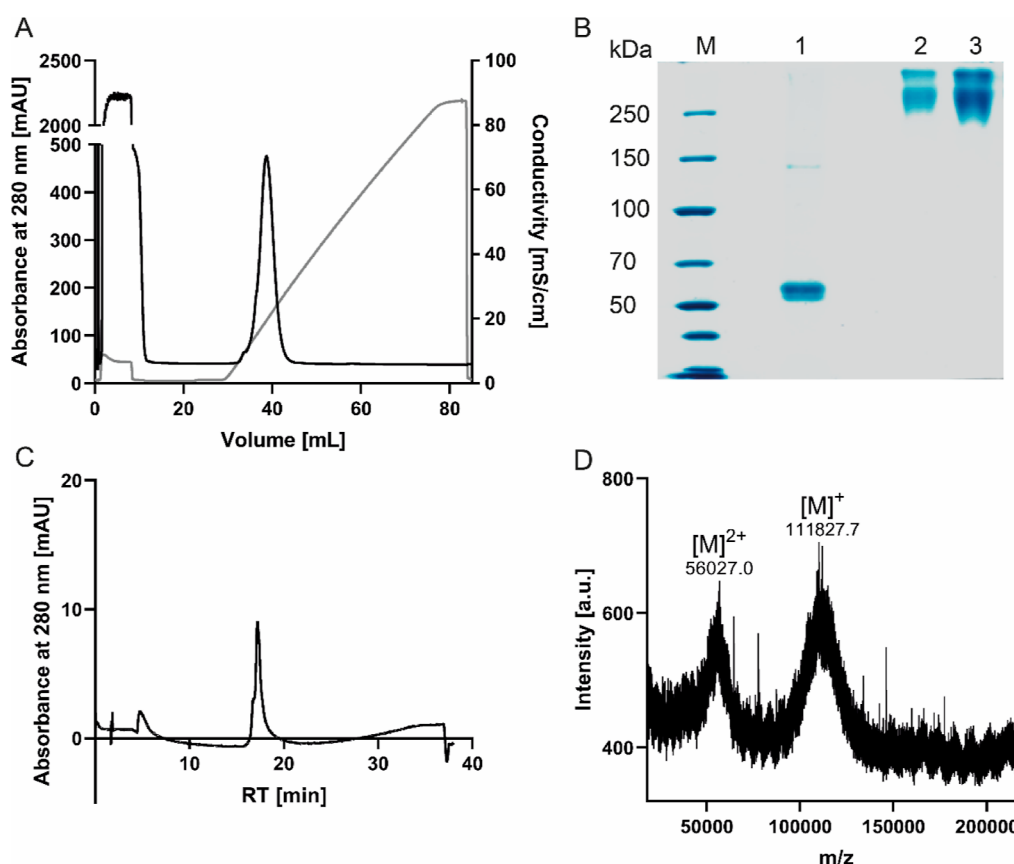 A
Absorbance at 280 nm [mAU]
2500
2000
500
400
300
200
100
0
100
80
60
40
20
0
Conductivity [mS/cm]
0 20 40 60 80
Volume [mL]
B
kDa M 1 2 3
250
150
100
70
50
C
Absorbance at 280 nm [mAU]
20
10
0
10 20 30 40
RT [min]
D
Intensity [a.u.]
800
600
400
[M]2+
56027.0
[M]+
111827.7
50000 100000 150000 200000
m/z